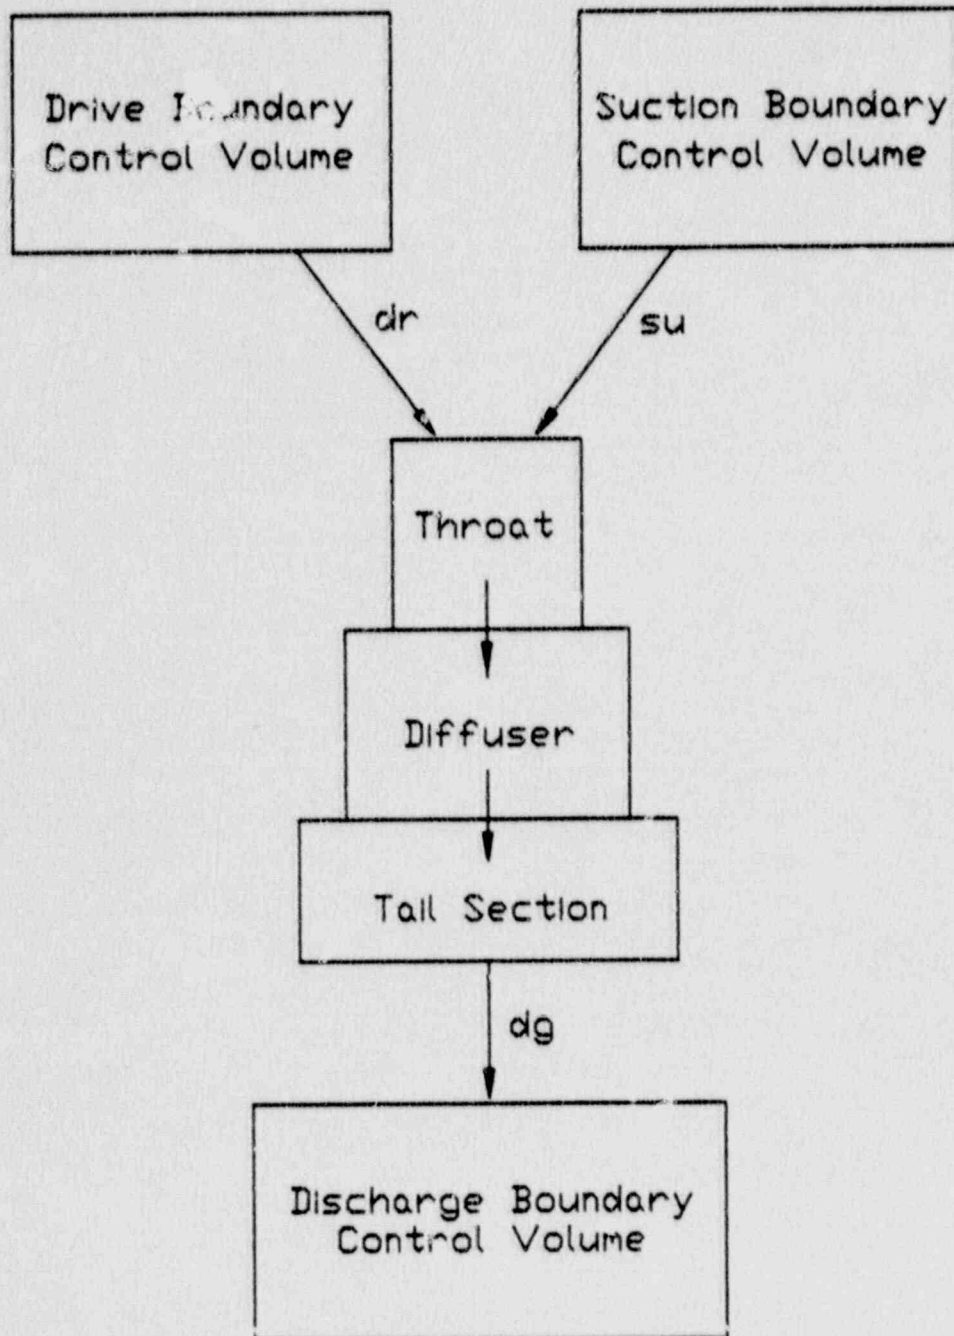 Drive Boundary
Control Volume
Suction Boundary
Control Volume
dr
su
Throat
Diffuser
Tail Section
dg
Discharge Boundary
Control Volume